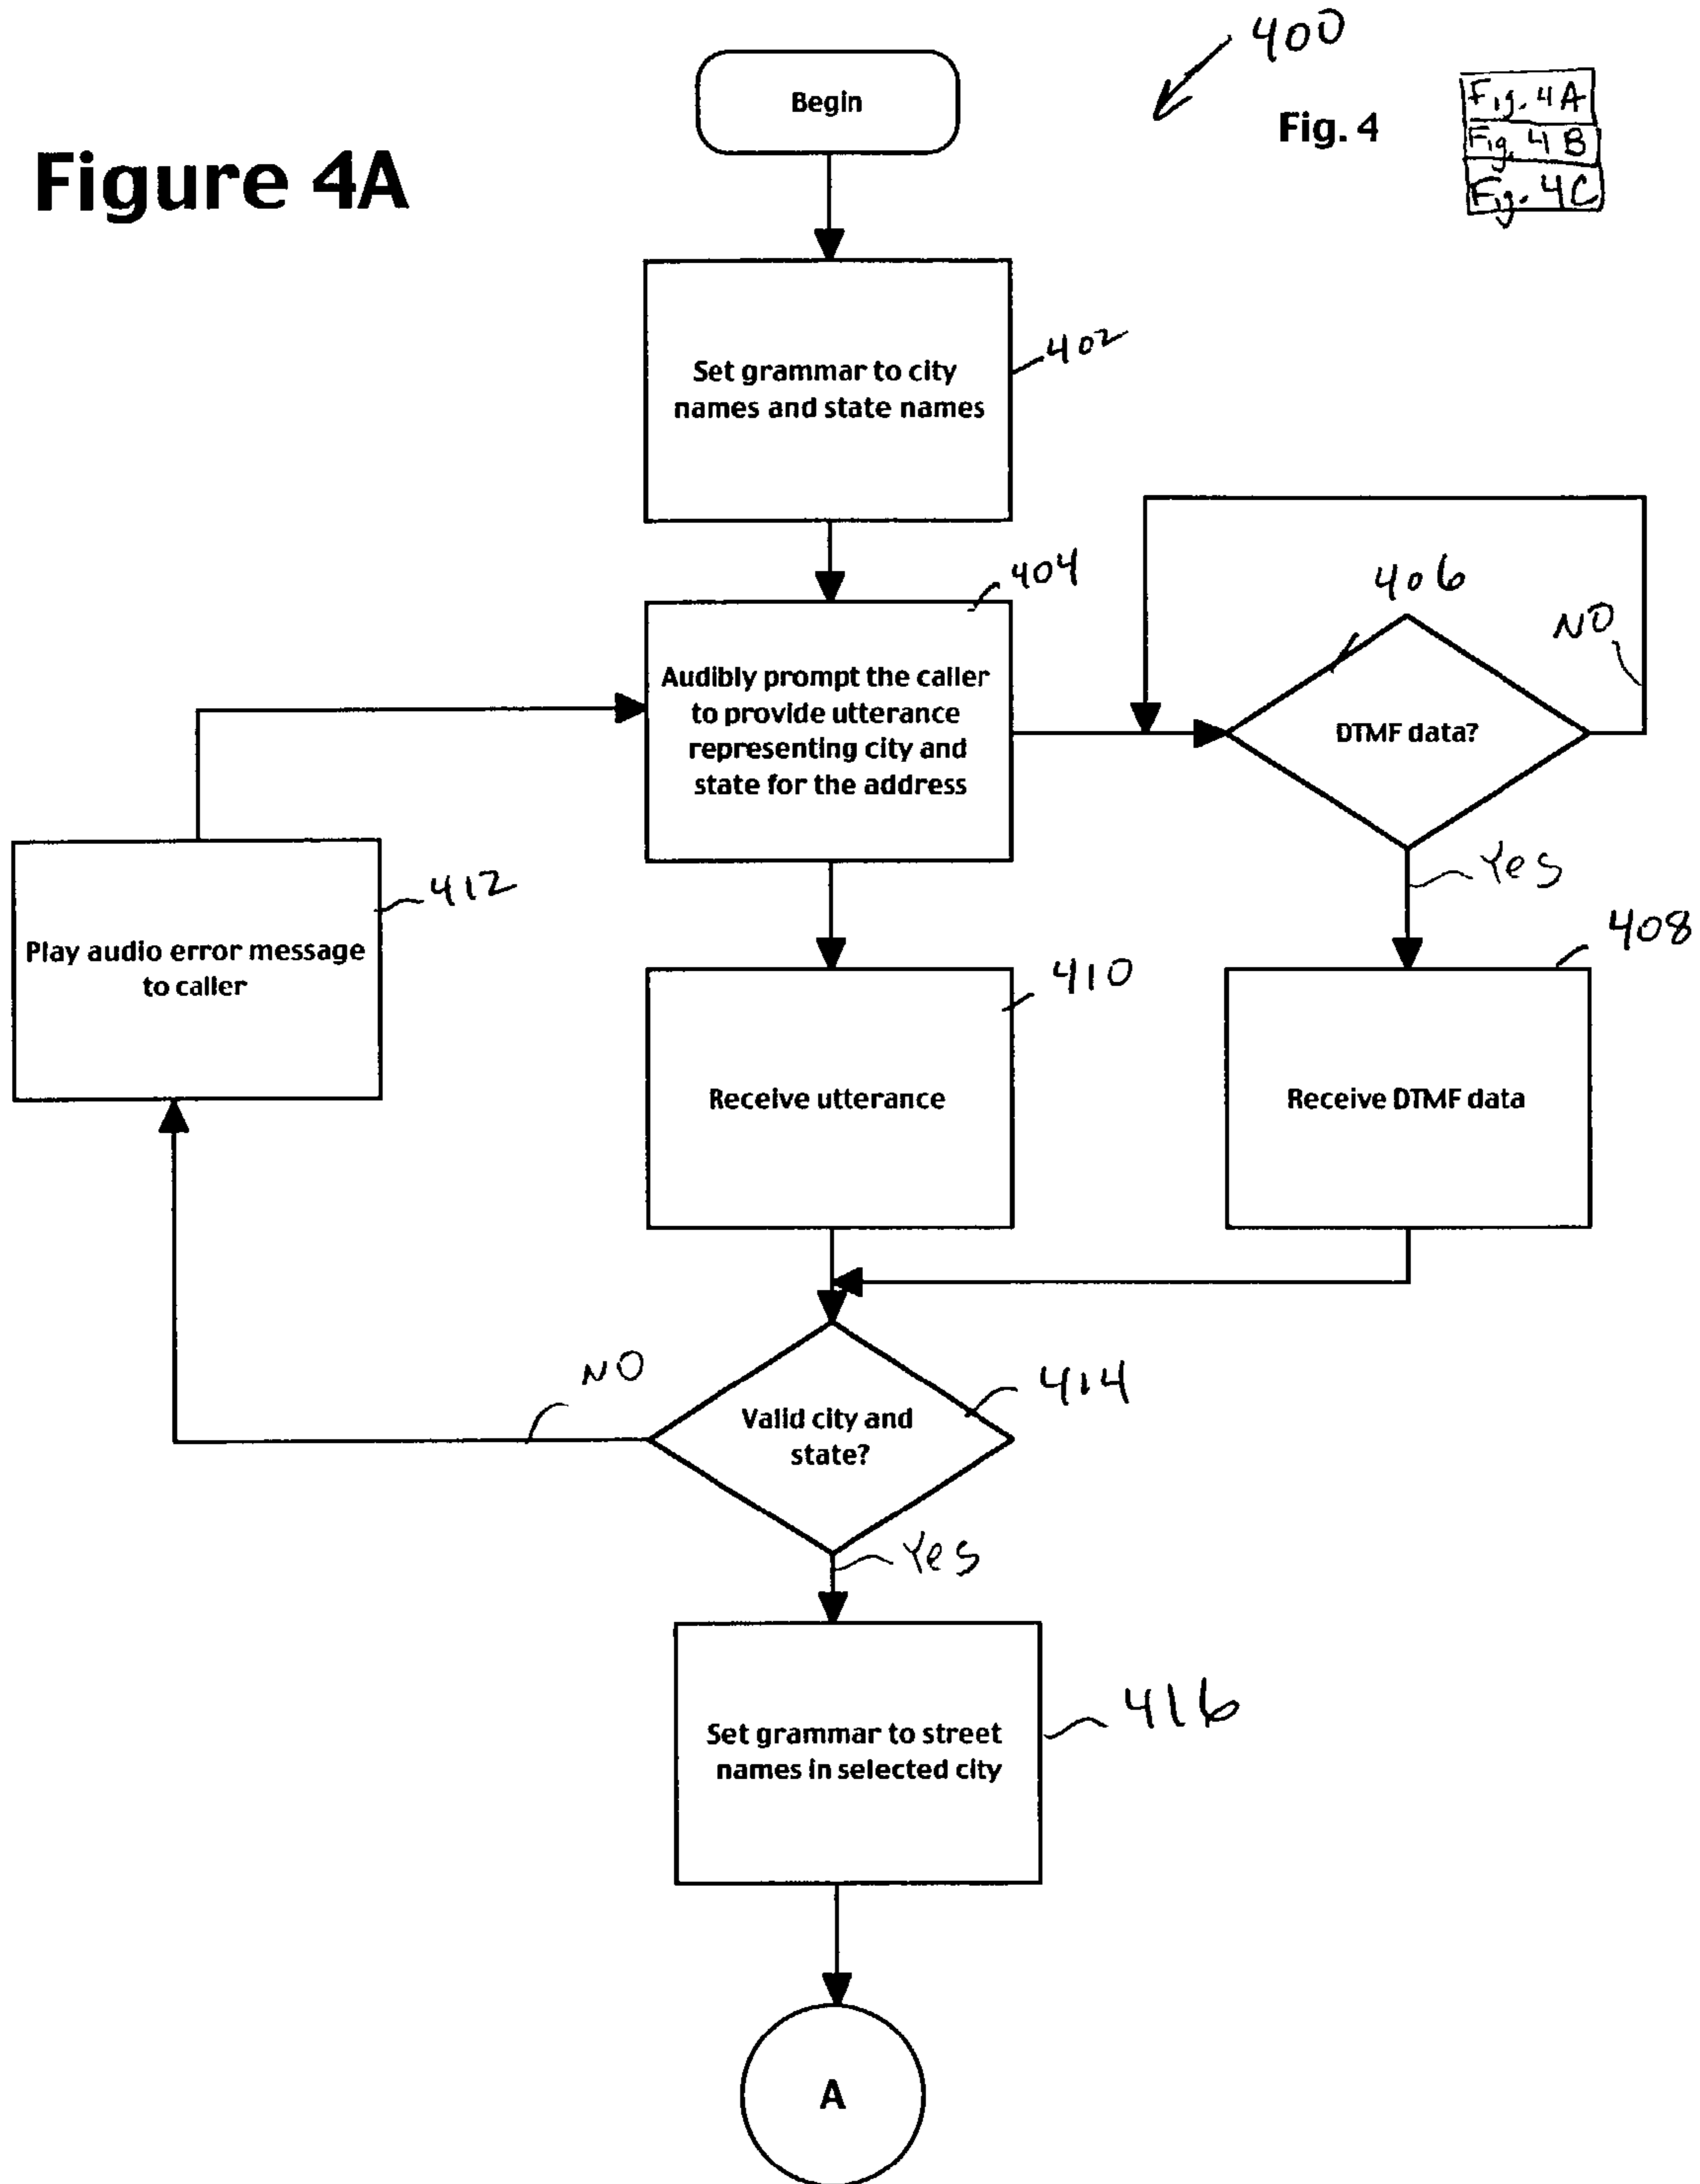 400
Begin
Fig. 4
Fig. 4A
Fig. 4B
Fig. 4C
Figure 4A
402
Set grammar to city
names and state names
404
406
NO
Audibly prompt the caller
to provide utterance
representing city and
state for the address
DTMF data?
Yes
412
408
Play audio error message
to caller
410
Receive utterance
Receive DTMF data
NO
414
Valid city and
state?
Yes
416
Set grammar to street
names in selected city
A